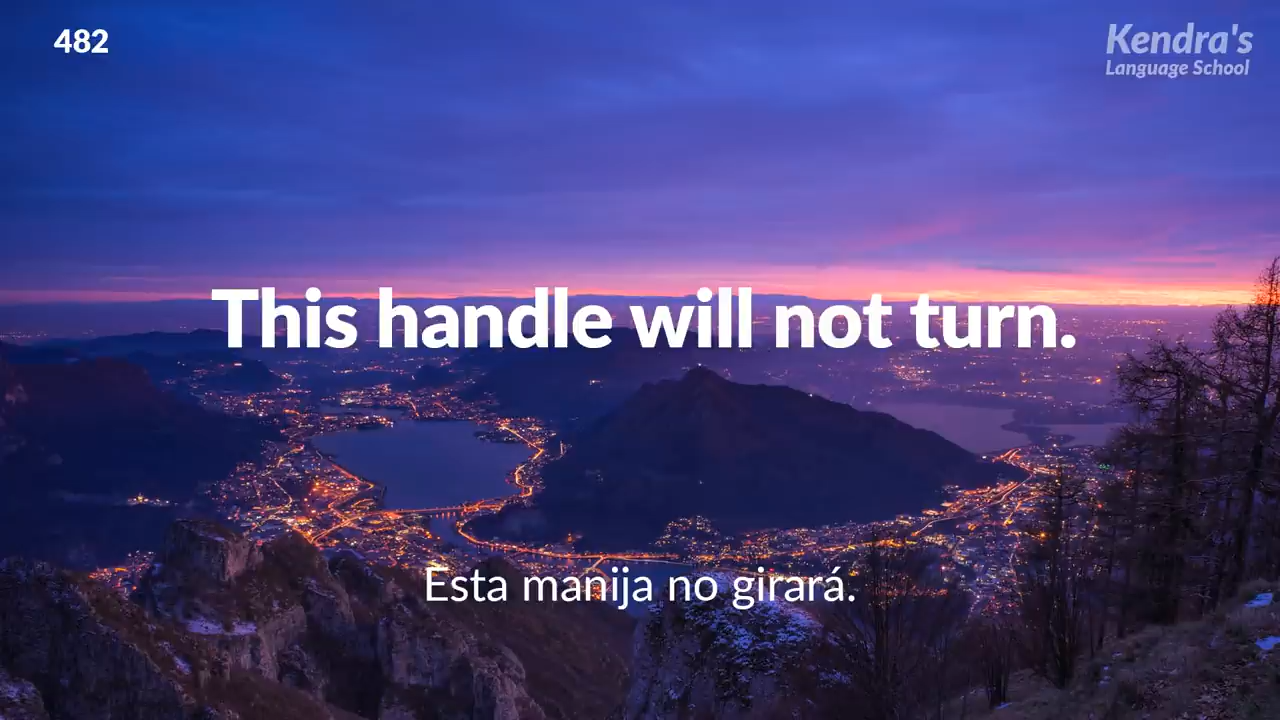 482
Kendra's
Language School
This handle will not turn.
Esta manija no girará.